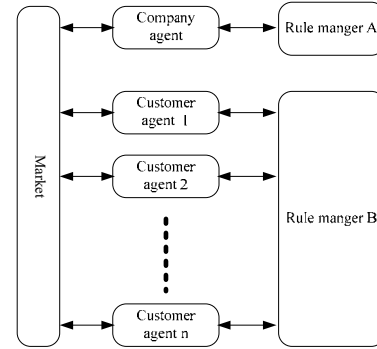 Company
agent
Rule manger A
Customer
agent 1
Customer
agent 2
Market
Rule manger B
Customer
agent n